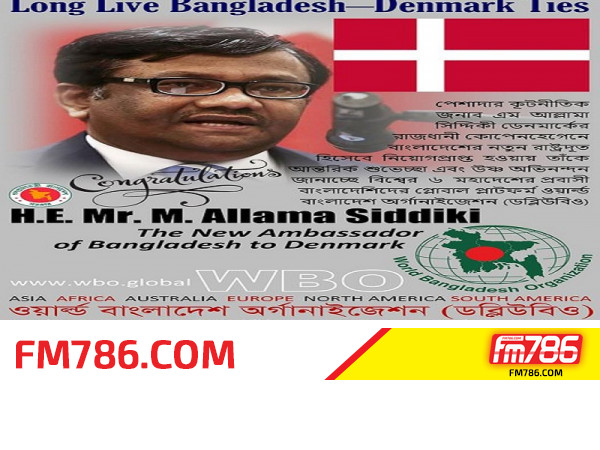 Long Live Bangladesh—Denmark Ties
পেশাদার কূটনীতিক
জনাব এম আল্লামা
সিদ্দিকী ডেনমার্কের
রাজধানী কোপেনহেগেনে
বাংলাদেশের নতুন রাষ্ট্রদূত
হিসেবে নিয়োগপ্রাপ্ত হওয়ায় তাঁকে
আন্তরিক শুভেচ্ছা এবং উষ্ণ অভিনন্দন
জানাচ্ছে বিশ্বের ৬ মহাদেশের প্রবাসী
বাংলাদেশিদের গ্লোবাল প্লাটফর্ম ওয়ার্ল্ড
বাংলাদেশ অর্গানাইজেশন (ডব্লিউবিও)
Congratulations
H.E. Mr. M. Allama Siddiki
The New Ambassador
of Bangladesh to Denmark
www.wbo.global
WBO
World Bangladesh Organization
ASIA AFRICA AUSTRALIA EUROPE NORTH AMERICA SOUTH AMERICA
ওয়ার্ল্ড বাংলাদেশ অর্গানাইজেশন (ডব্লিউবিও)
FM786.COM
fm786
FM786.COM